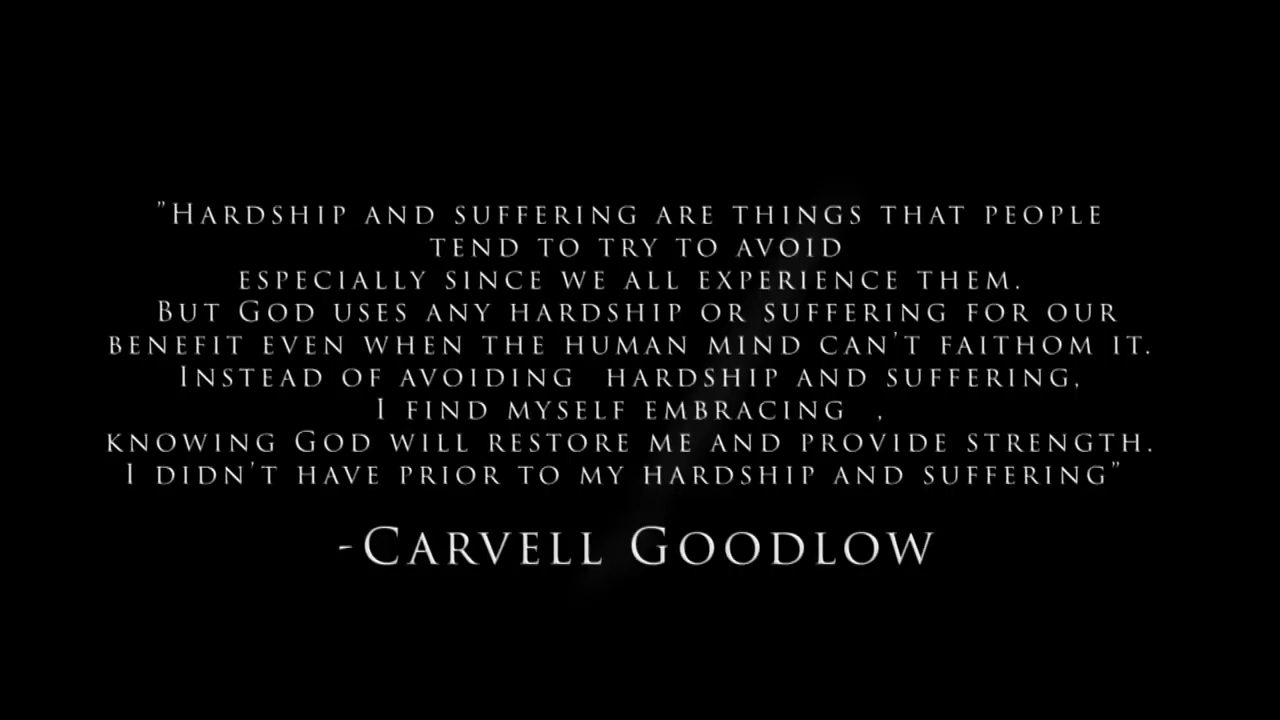 "Hardship and suffering are things that people
tend to try to avoid
especially since we all experience them.
But God uses any hardship or suffering for our
benefit even when the human mind can't faithom it.
Instead of avoiding hardship and suffering,
I find myself embracing ,
knowing God will restore me and provide strength.
I didn't have prior to my hardship and suffering"
-Carvell Goodlow